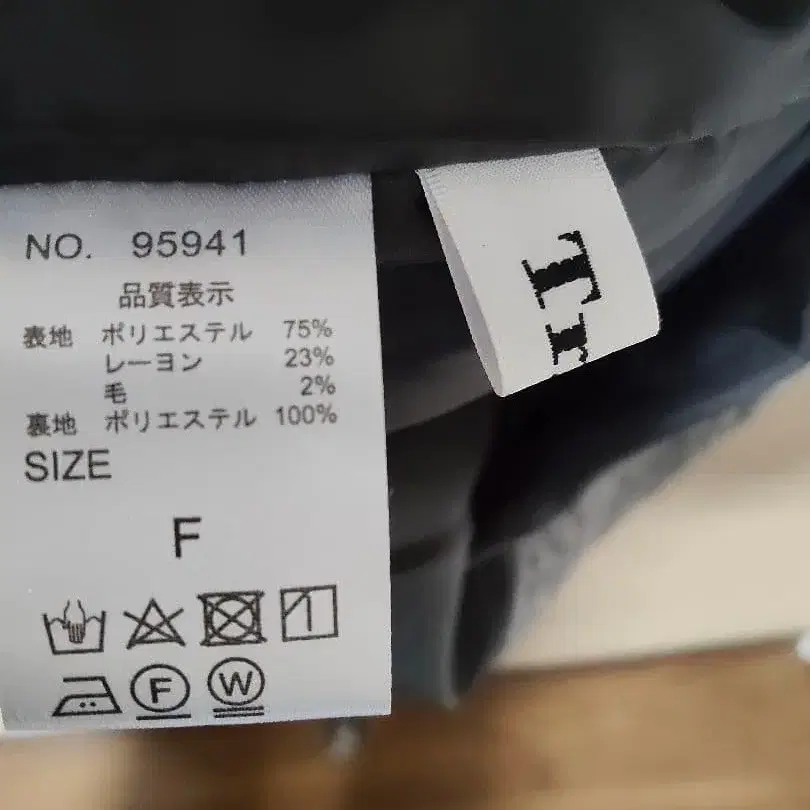 NO. 95941
品質表示
表地 ポリエステル 75%
レーヨン 23%
毛 2%
裏地 ポリエステル 100%
SIZE
F
F W
T